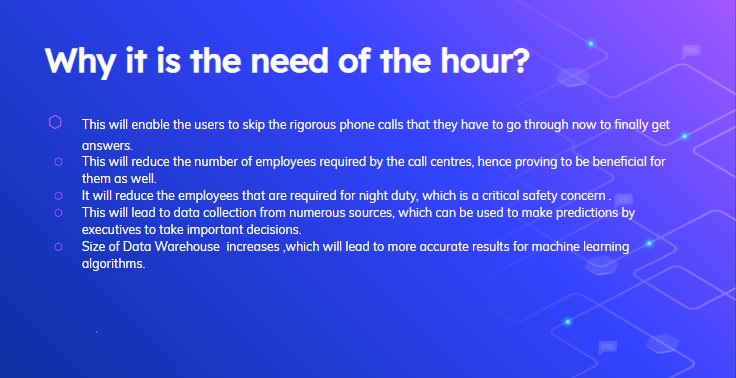 Why it is the need of the hour?
This will enable the users to skip the rigorous phone calls that they have to go through now to finally get
answers.
This will reduce the number of employees required by the call centres, hence proving to be beneficial for
them as well.
It will reduce the employees that are required for night duty, which is a critical safety concern .
This will lead to data collection from numerous sources, which can be used to make predictions by
executives to take important decisions.
Size of Data Warehouse  increases ,which will lead to more accurate results for machine learning
algorithms.